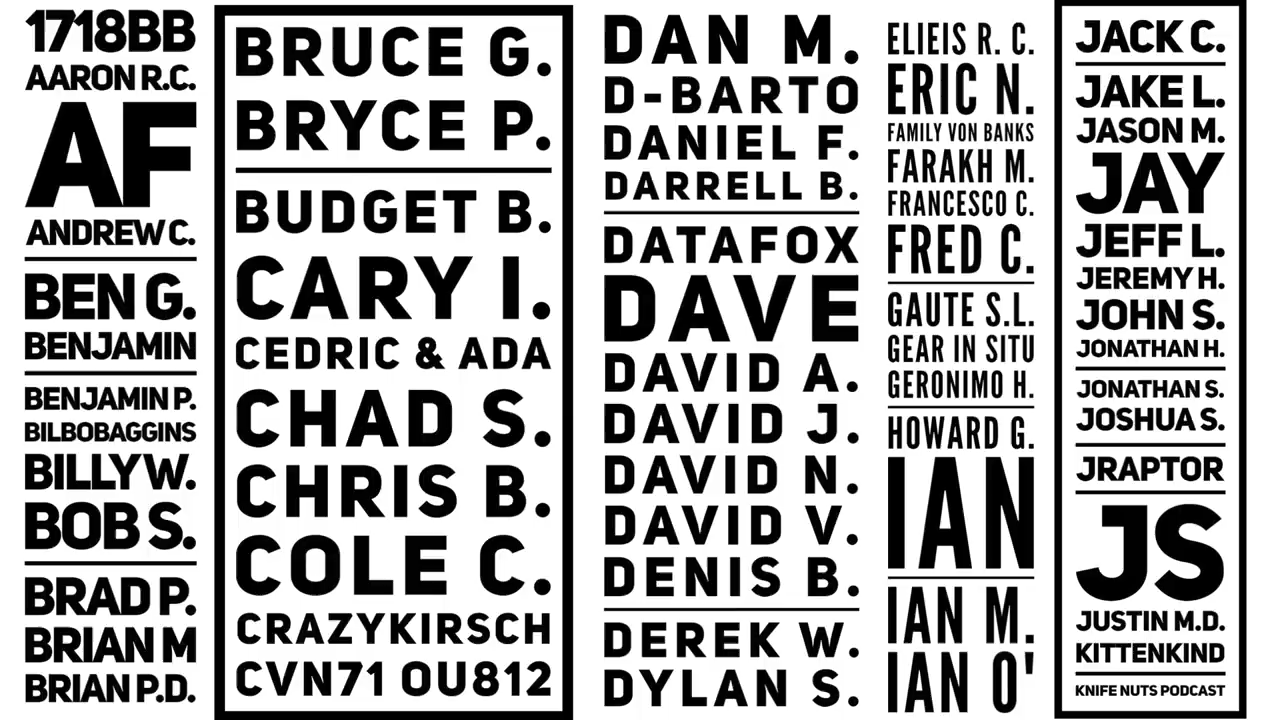 1718BB
AARON R.C.
AF
ANDREW C.
BEN G.
BENJAMIN
BENJAMIN P.
BILBOBAGGINS
BILLY W.
BOB S.
BRAD P.
BRIAN M
BRIAN P.D.
BRUCE G.
BRYCE P.
BUDGET B.
CARY I.
CEDRIC & ADA
CHAD S.
CHRIS B.
COLE C.
CRAZYKIRSCH
CVN71 OU812
DAN M.
D-BARTO
DANIEL F.
DARRELL B.
DATAFOX
DAVE
DAVID A.
DAVID J.
DAVID N.
DAVID V.
DENIS B.
DEREK W.
DYLAN S.
ELIEIS R. C.
ERIC N.
FAMILY VON BANKS
FARAKH M.
FRANCESCO C.
FRED C.
GAUTE S.L.
GEAR IN SITU
GERONIMO H.
HOWARD G.
IAN
IAN M.
IAN O'
JACK C.
JAKE L.
JASON M.
JAY
JEFF L.
JEREMY H.
JOHN S.
JONATHAN H.
JONATHAN S.
JOSHUA S.
JRAPTOR
JS
JUSTIN M.D.
KITTENKIND
KNIFE NUTS PODCAST